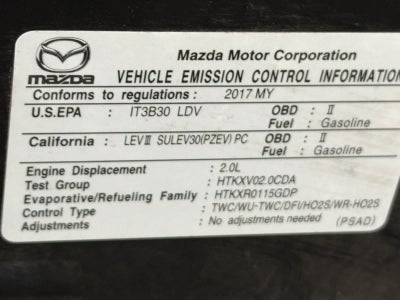 Mazda Motor Corporation
mazda VEHICLE EMISSION CONTROL INFORMATION
Conforms to regulations : 2017 MY
U.S.EPA : IT3B30 LDV OBD : II
Fuel : Gasoline
California : LEVIII SULEV30(PZEV) PC OBD : II
Fuel : Gasoline
Engine Displacement : 2.0L
Test Group : HTKXV02.0CDA
Evaporative/Refueling Family : HTKXR0115GDP
Control Type : TWC/WU-TWC/DFI/HO2S/WR-HO2S
Adjustments : No adjustments needed (PSAD)